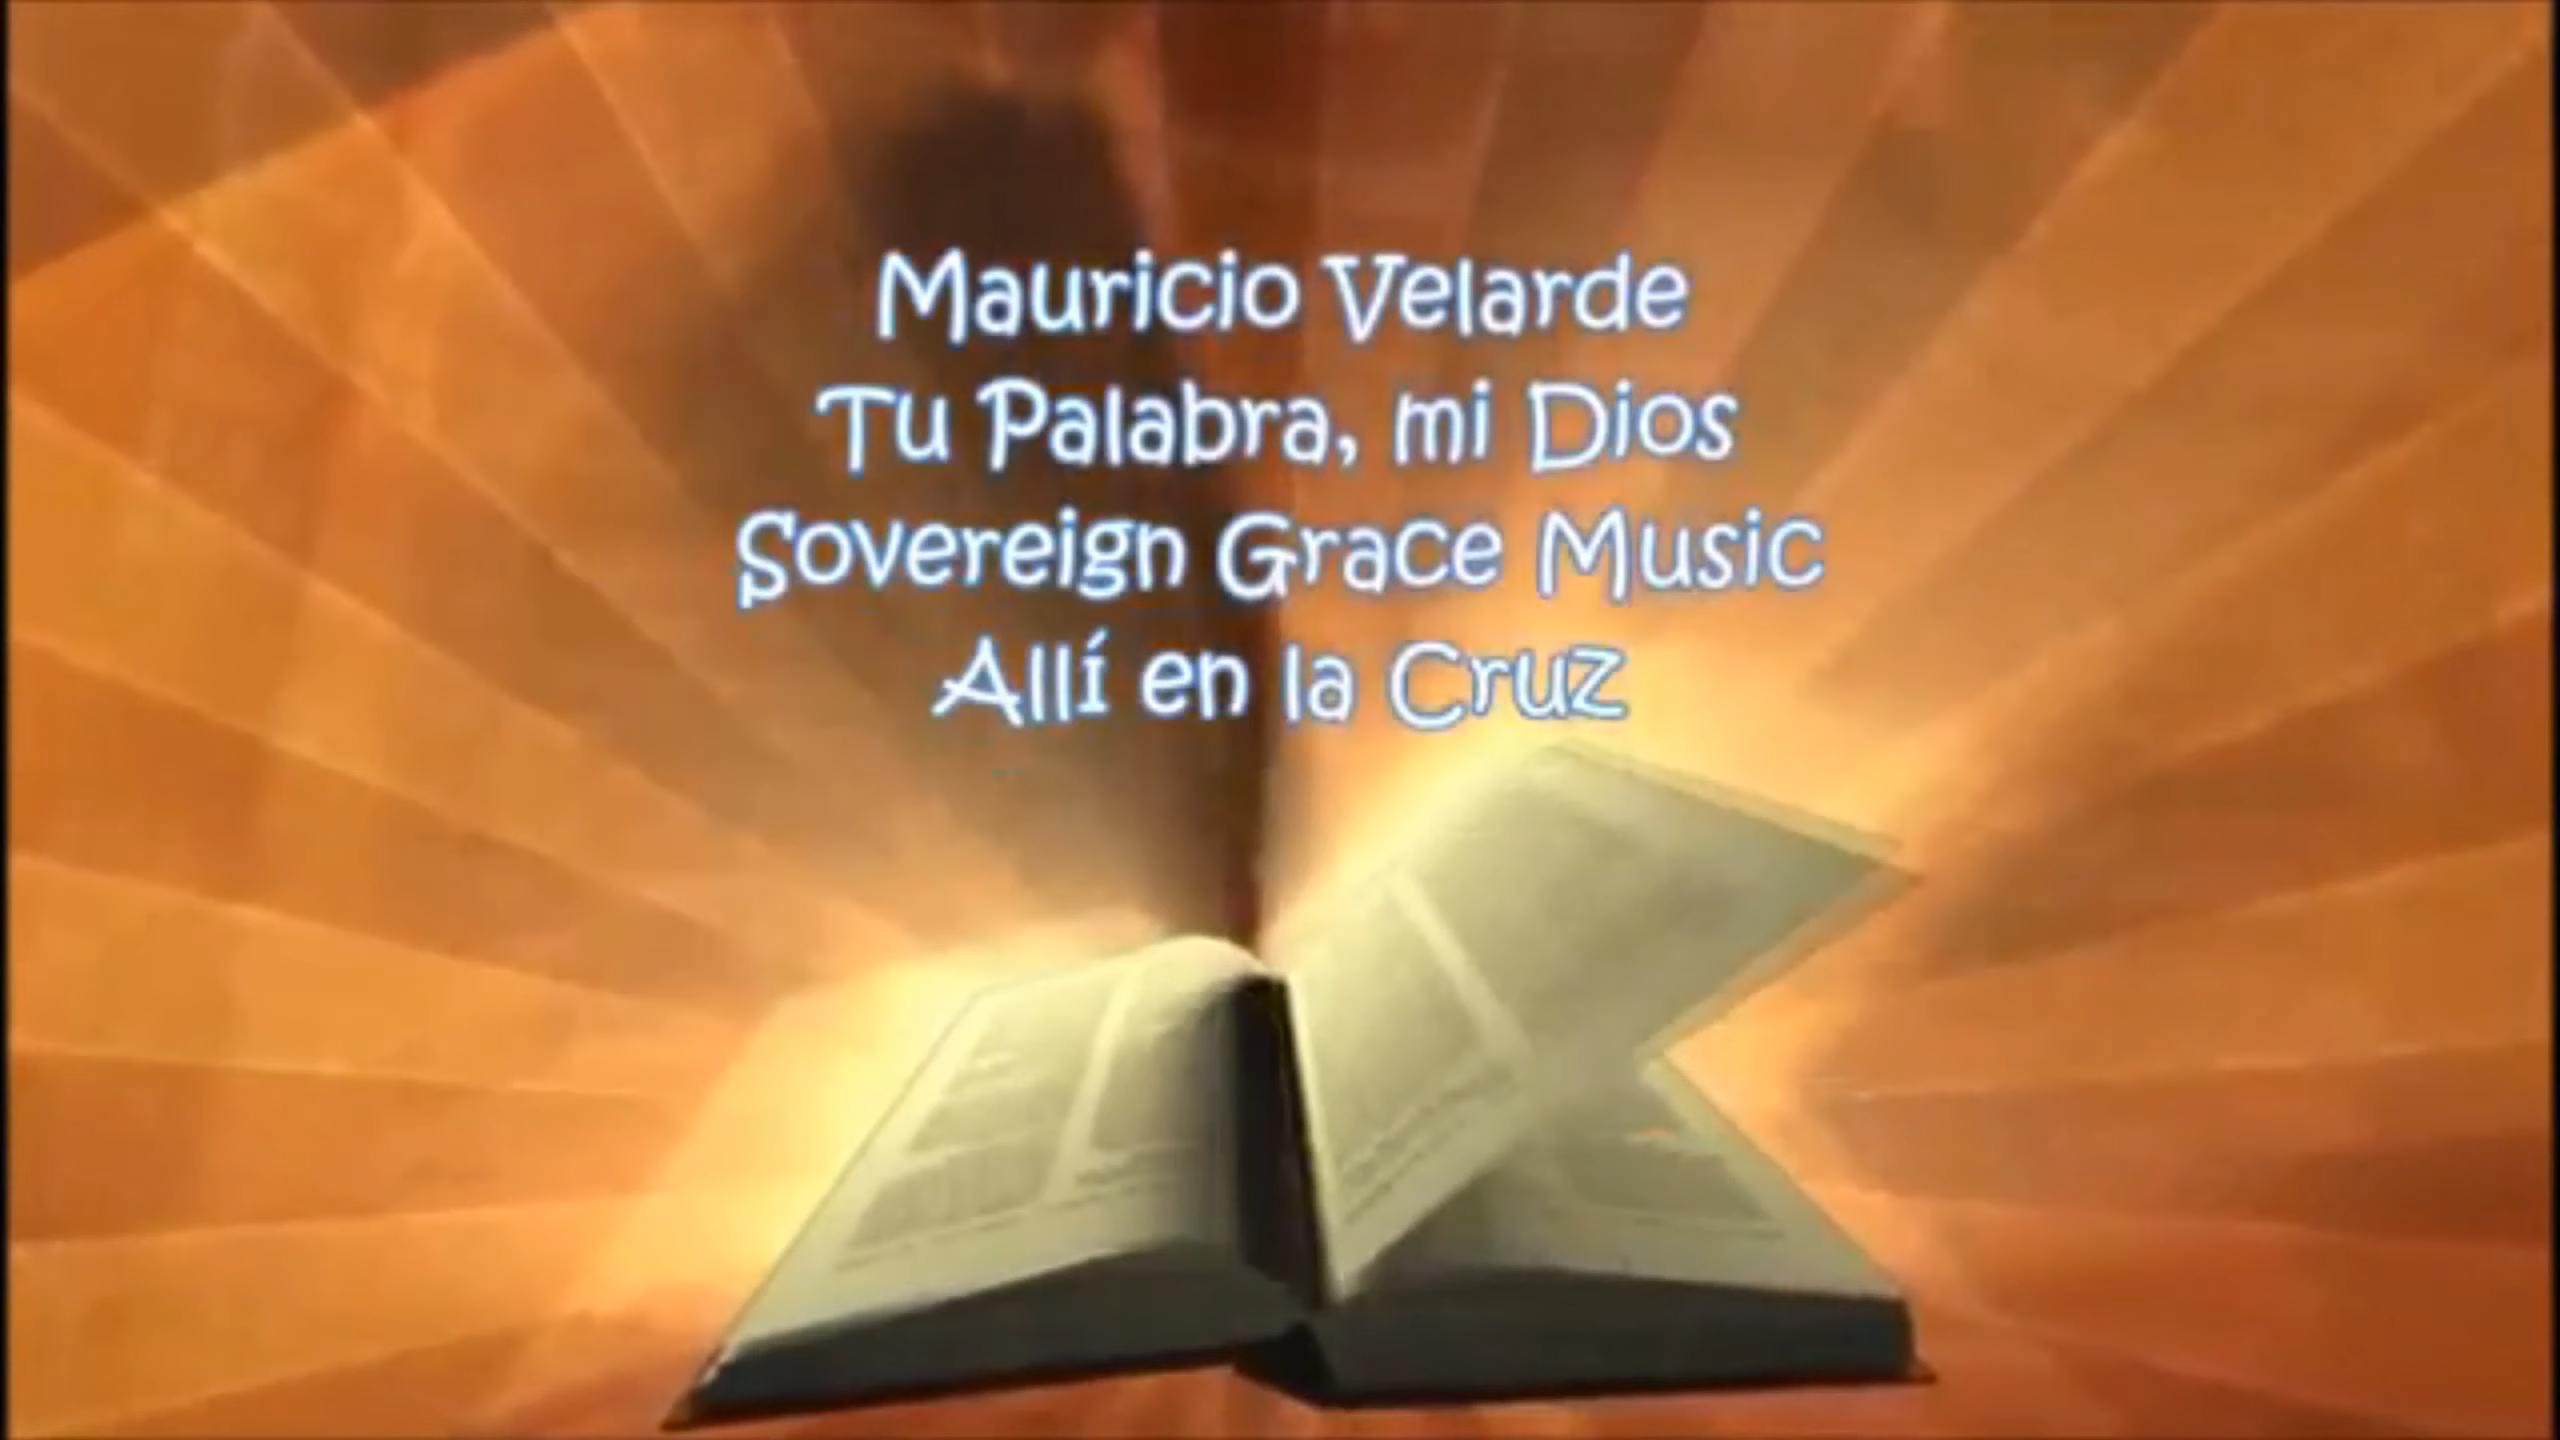 Mauricio Velarde
Tu Palabra, mi Dios
Sovereign Grace Music
Allí en la Cruz